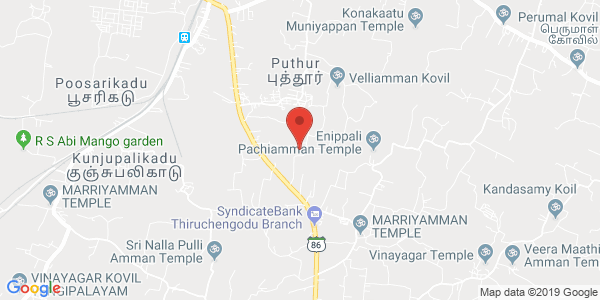 Konakaatu
Muniyappan Temple
Perumal Kovil
பெருமாள்
கோவில்
Puthur
புத்தூர்
Velliamman Kovil
Poosarikadu
பூசரிகடு
R S Abi Mango garden
Enippali
Pachiamman Temple
Kunjupalikadu
குஞ்சுபலிகாடு
MARRIYAMMAN
TEMPLE
Kandasamy Koil
SyndicateBank
Thiruchengodu Branch
MARRIYAMMAN
TEMPLE
86
Sri Nalla Pulli
Amman Temple
Vinayagar Temple
Veera Maathi
Amman Temple
VINAYAGAR KOVIL
GIPALAYAM
Google
Map data ©2019 Google